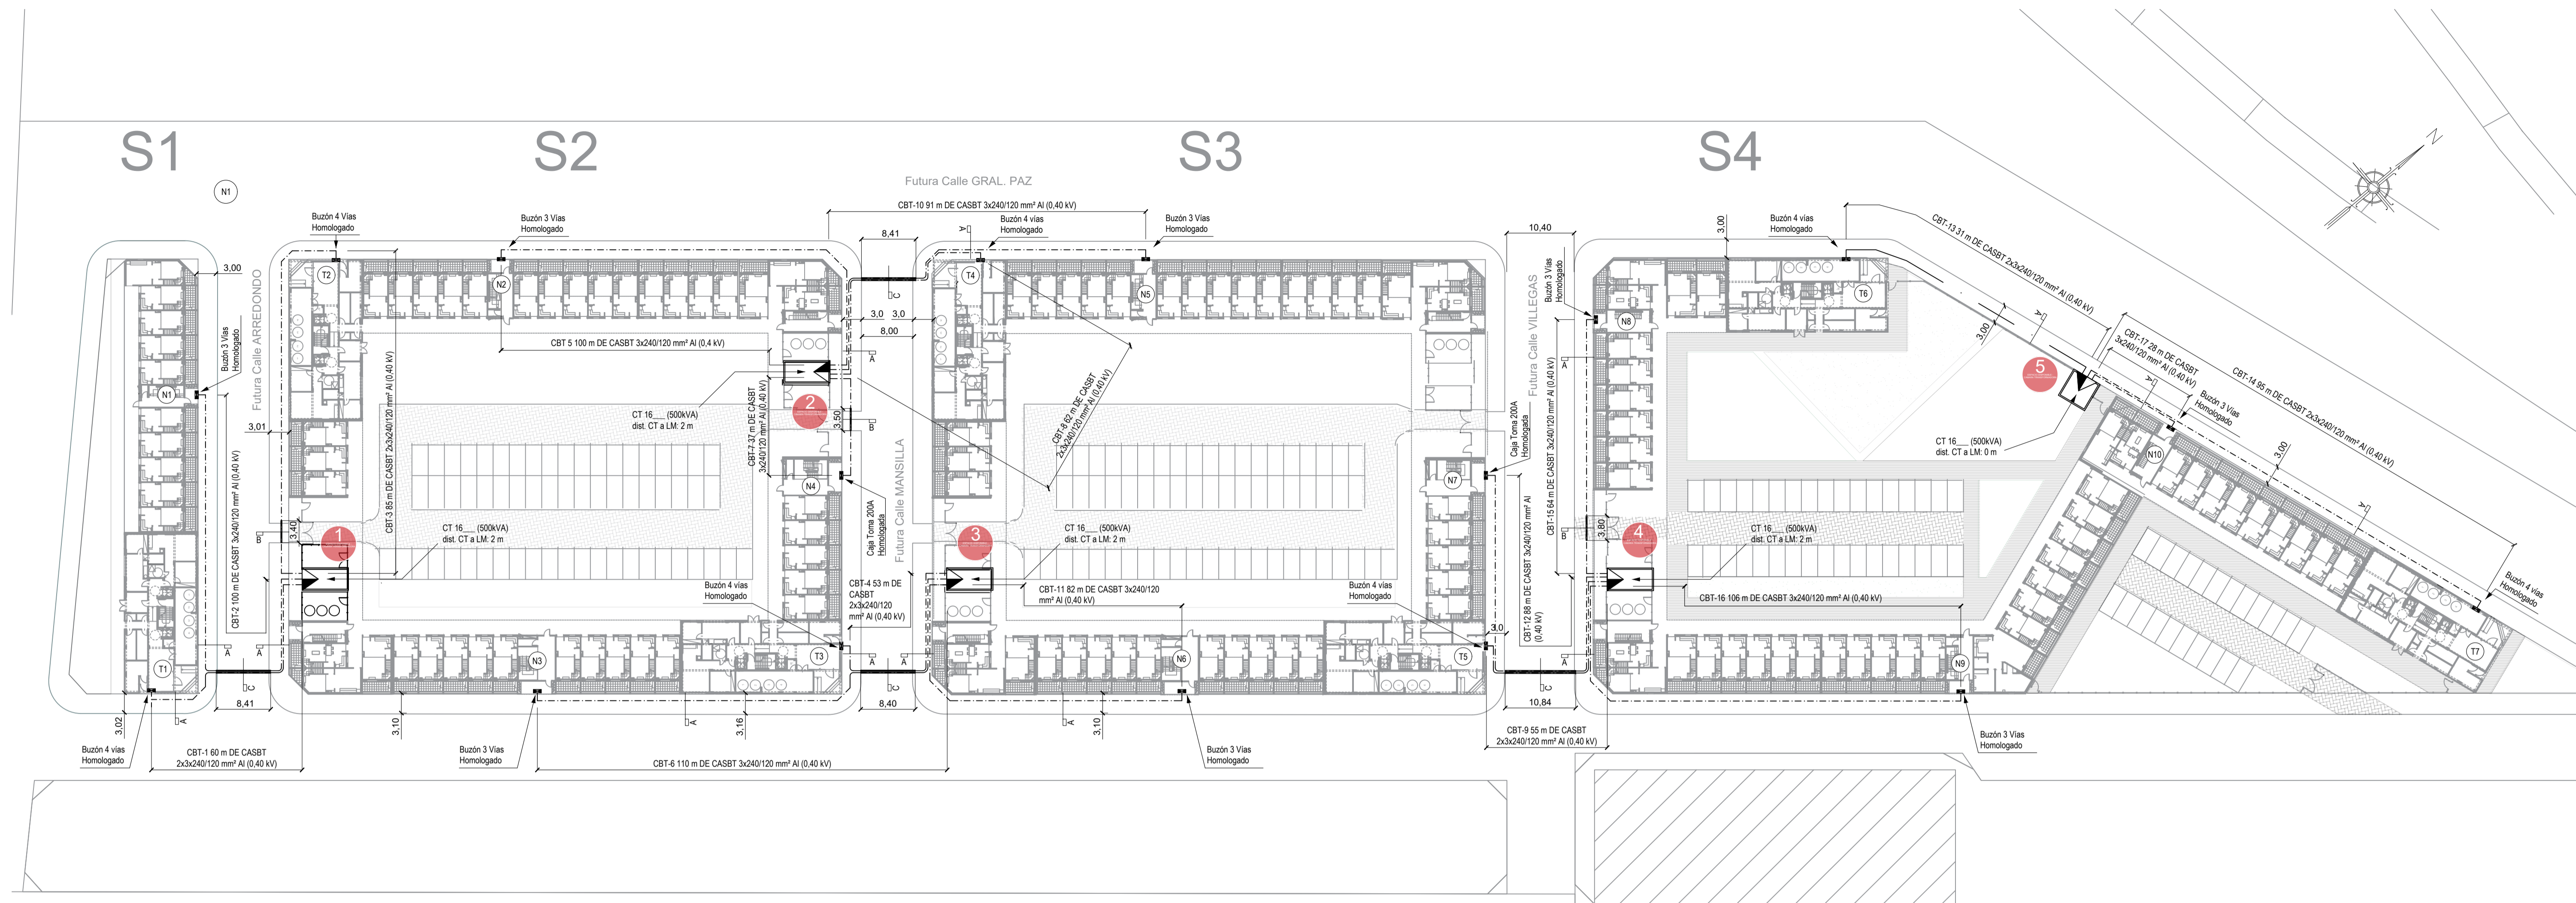 S1
S2
S3
S4
N
N1
Futura Calle GRAL. PAZ
CBT-10 91 m DE CASBT 3x240/120 mm² Al (0,40 kV)
Buzón 4 Vías
Homologado
Buzón 3 Vías
Homologado
A
Buzón 4 vías
Homologado
Buzón 3 Vías
Homologado
Buzón 4 vías
Homologado
3,00
CBT-13 31 m DE CASBT 2x3x240/120 mm² Al (0,40 kV)
8,41
10,40
3,00
Futura Calle ARREDONDO
Buzón 3 Vías
Homologado
T2
N2
T4
N5
C
3,0
3,0
8,00
Futura Calle VILLEGAS
Buzón 3 Vías
Homologado
N8
T6
3,00
A
CBT-17 28 m DE CASBT
3x240/120 mm² Al (0,40 kV)
CBT-14 95 m DE CASBT 2x3x240/120 mm² Al (0,40 kV)
CBT 5 100 m DE CASBT 3x240/120 mm² Al (0,4 kV)
A
A
A
5
Buzón 3 Vías
Homologado
N1
3,01
CBT-3 85 m DE CASBT 2x3x240/120 mm² Al (0,40 kV)
CT 16___ (500kVA)
dist. CT a LM: 2 m
CBT-7-37 m DE CASBT
3x240/120 mm² Al (0,40 kV)
2
3,50
B
CBT-8 62 m DE CASBT
2x3x240/120 mm² Al (0,40 kV)
Caja Toma 200A
Homologada
CBT-15 64 m DE CASBT 3x240/120 mm² Al (0,40 kV)
CT 16___ (500kVA)
dist. CT a LM: 0 m
N10
3,00
A
N4
N7
Futura Calle MANSILLA
Caja Toma 200A
Homologada
CBT-2 100 m DE CASBT 3x240/120 mm² Al (0,40 kV)
B
3,40
1
CT 16___ (500kVA)
dist. CT a LM: 2 m
3
CT 16___ (500kVA)
dist. CT a LM: 2 m
B
3,80
4
CT 16___ (500kVA)
dist. CT a LM: 2 m
Buzón 4 vías
Homologado
CBT-4 53 m DE
CASBT
2x3x240/120
mm² Al (0,40 kV)
CBT-11 82 m DE CASBT 3x240/120
mm² Al (0,40 kV)
Buzón 4 vías
Homologado
CBT-12 88 m DE CASBT 3x240/120 mm² Al
(0,40 kV)
CBT-16 106 m DE CASBT 3x240/120 mm² Al (0,40 kV)
Buzón 4 vías
Homologado
3,0
T1
A
A
N3
T3
A
A
N6
T5
A
N9
T7
C
C
C
8,41
8,40
10,84
3,02
A
3,10
A
3,16
A
3,10
Buzón 4 vías
Homologado
CBT-1 60 m DE CASBT
2x3x240/120 mm² Al (0,40 kV)
Buzón 3 Vías
Homologado
CBT-6 110 m DE CASBT 3x240/120 mm² Al (0,40 kV)
Buzón 3 Vías
Homologado
CBT-9 55 m DE CASBT
2x3x240/120 mm² Al (0,40 kV)
Buzón 3 Vías
Homologado